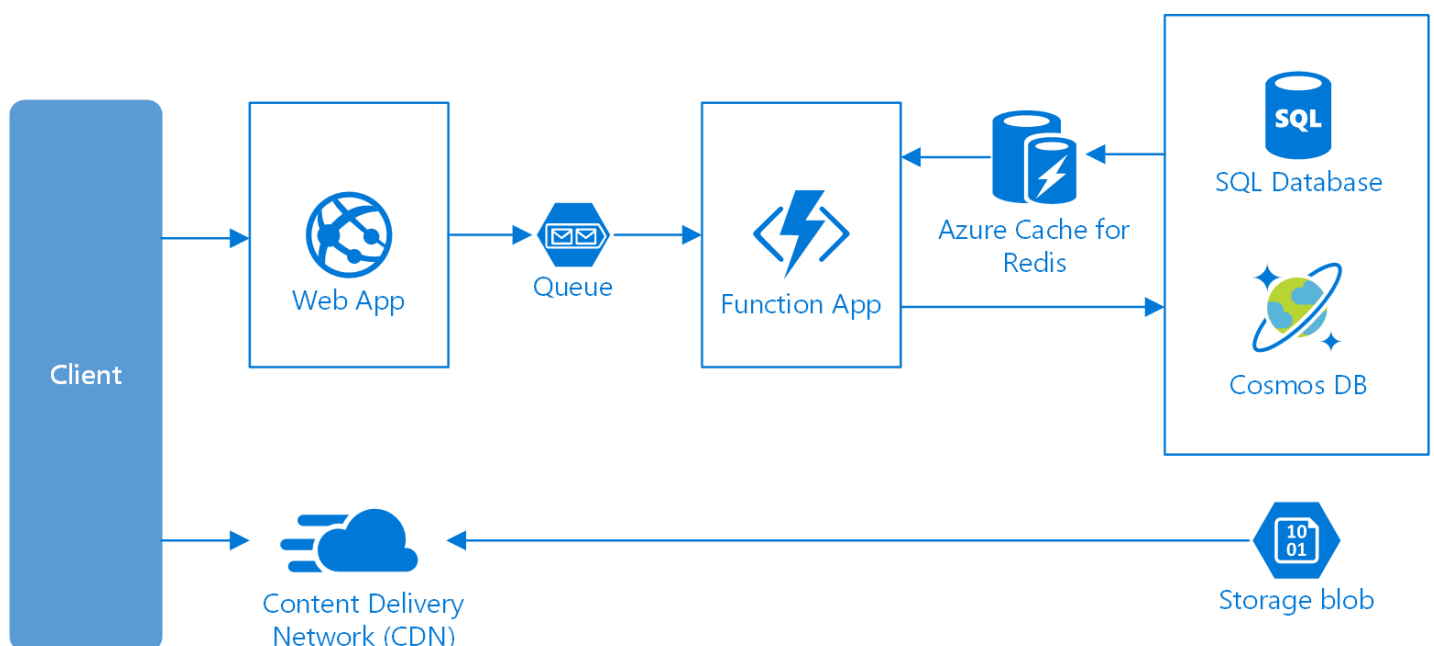 SQL
SQL Database
Azure Cache for
Redis
Web App
Queue
Function App
Client
Cosmos DB
10
01
Content Delivery
Network (CDN)
Storage blob